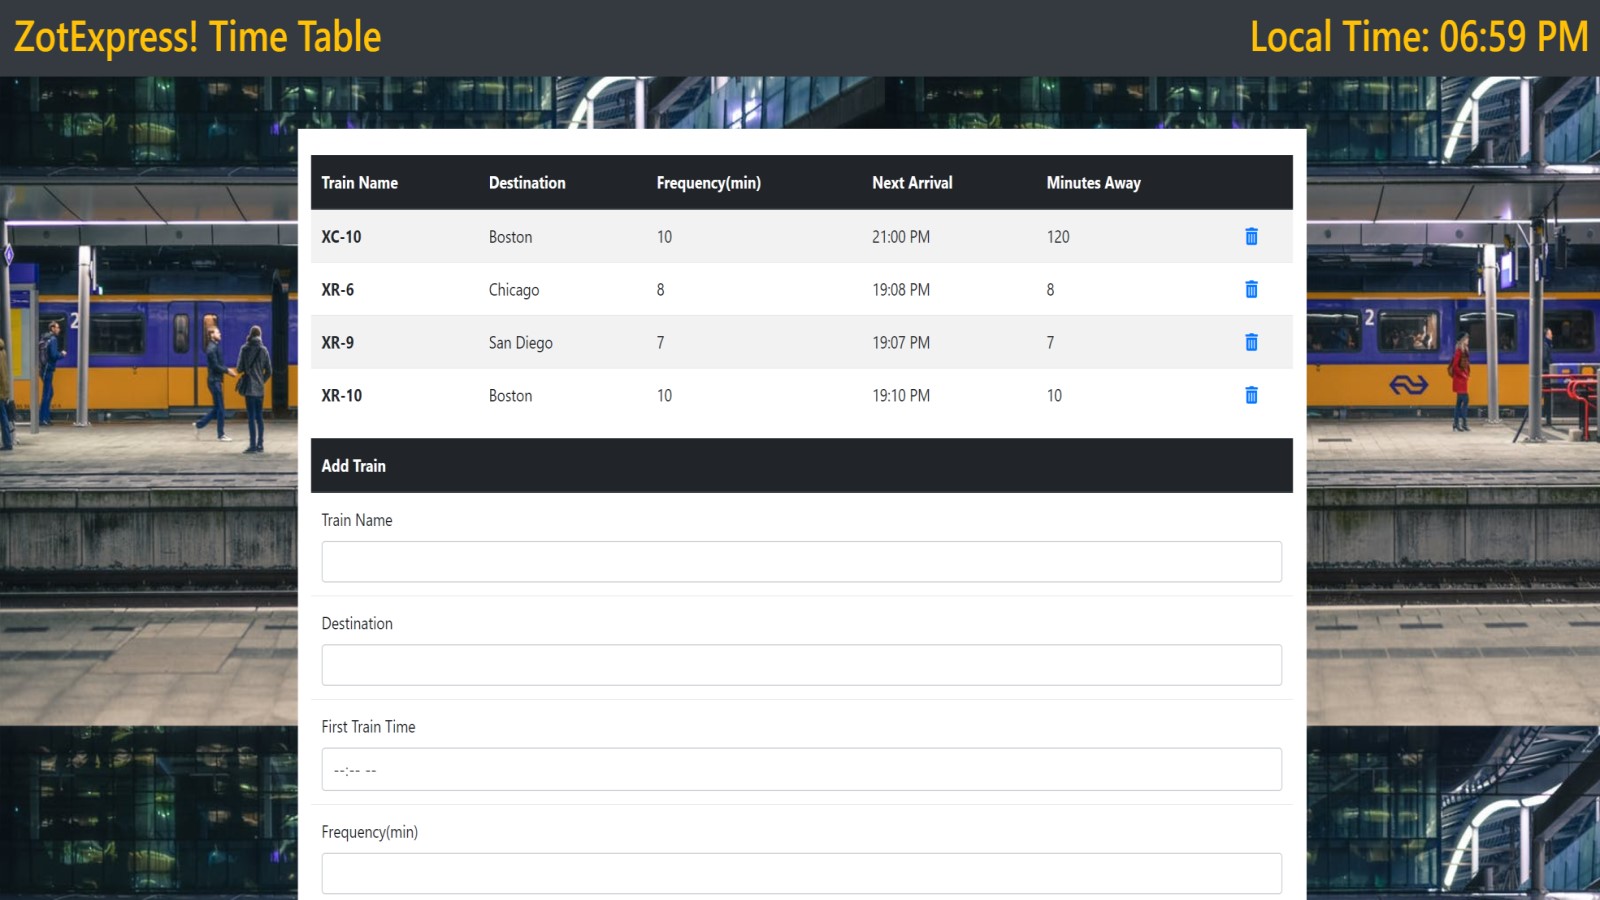 ZotExpress! Time Table
Local Time: 06:59 PM
Train Name Destination Frequency(min) Next Arrival Minutes Away
XC-10 Boston 10 21:00 PM 120
XR-6 Chicago 8 19:08 PM 8
XR-9 San Diego 7 19:07 PM 7
XR-10 Boston 10 19:10 PM 10
2
2
Add Train
Train Name
Destination
First Train Time
--:-- --
Frequency(min)